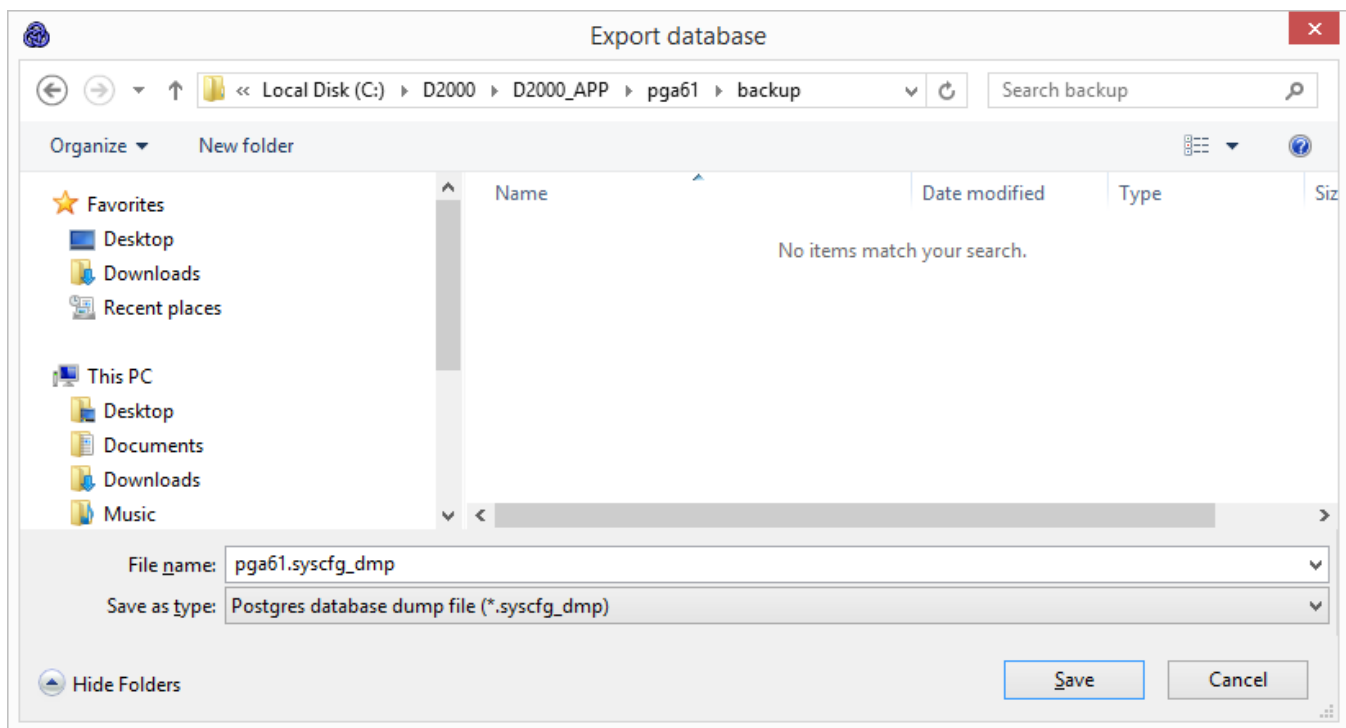 Export database
« Local Disk (C:) D2000 D2000_APP pga61 backup Search backup
Organize New folder
Favorites
Desktop
Downloads
Recent places
This PC
Desktop
Documents
Downloads
Music
Name Date modified Type Siz
No items match your search.
File name: pga61.syscfg_dmp
Save as type: Postgres database dump file (*.syscfg_dmp)
Hide Folders Save Cancel